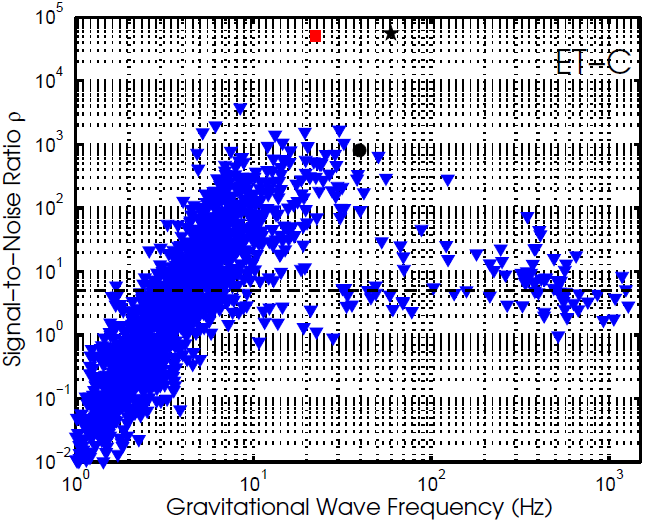 10^5
10^4
10^3
10^2
10^1
10^0
10^-1
10^-2
ET-C
Signal-to-Noise Ratio ρ
10^0 10^1 10^2 10^3
Gravitational Wave Frequency (Hz)